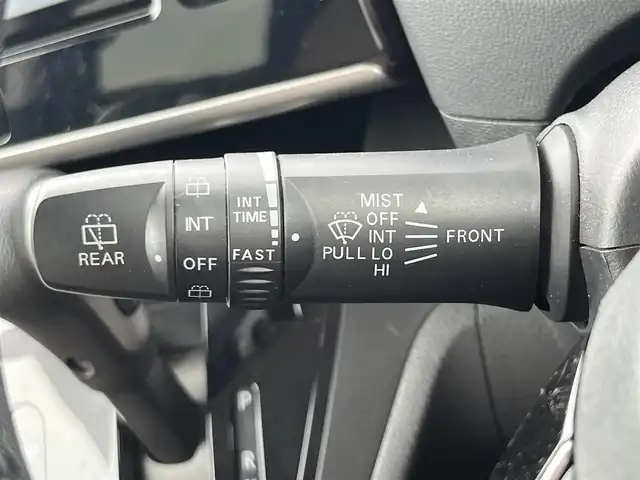 REAR
INT
OFF
INT
TIME
FAST
MIST
OFF
INT
PULL LO
HI
FRONT
P
R